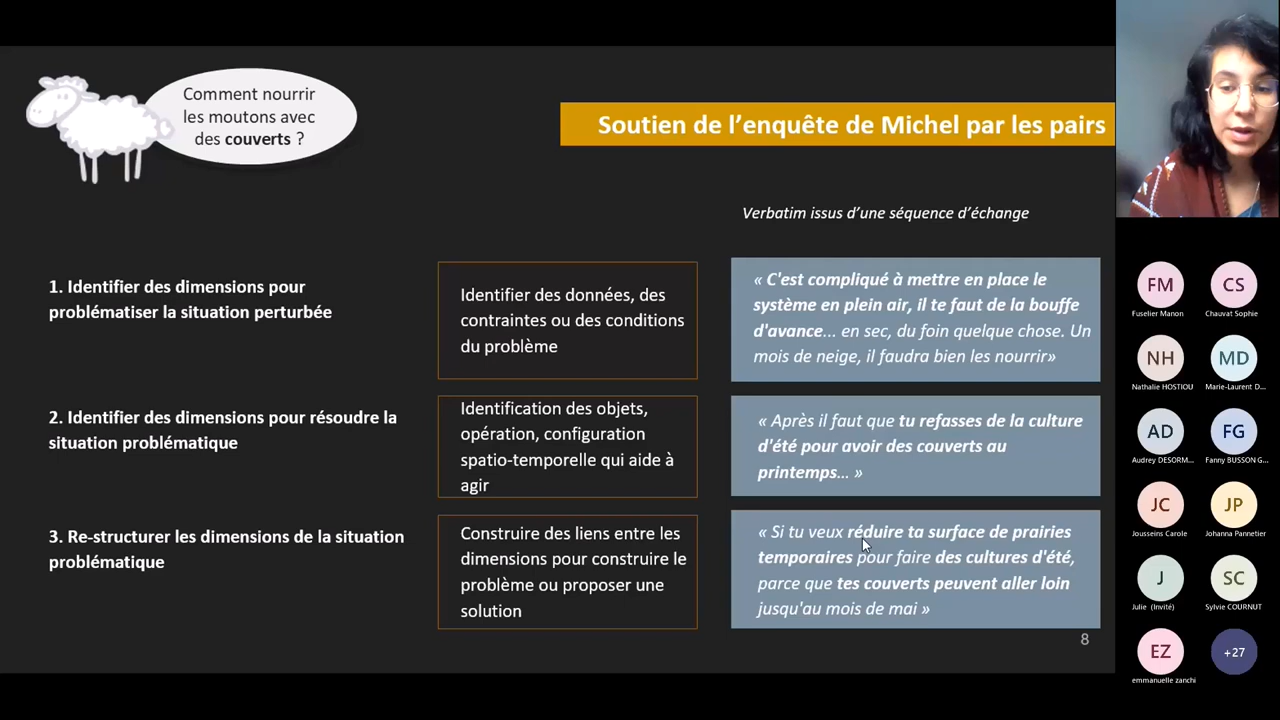 Comment nourrir
les moutons avec
des couverts ?
Soutien de l’enquête de Michel par les pairs
Verbatim issus d’une séquence d’échange
1. Identifier des dimensions pour
problématiser la situation perturbée
Identifier des données, des
contraintes ou des conditions
du problème
« C'est compliqué à mettre en place le
système en plein air, il te faut de la bouffe
d'avance... en sec, du foin quelque chose. Un
mois de neige, il faudra bien les nourrir»
2. Identifier des dimensions pour résoudre la
situation problématique
Identification des objets,
opération, configuration
spatio-temporelle qui aide à
agir
« Après il faut que tu refasses de la culture
d'été pour avoir des couverts au
printemps... »
3. Re-structurer les dimensions de la situation
problématique
Construire des liens entre les
dimensions pour construire le
problème ou proposer une
solution
« Si tu veux réduire ta surface de prairies
temporaires pour faire des cultures d'été,
parce que tes couverts peuvent aller loin
jusqu'au mois de mai »
8
FM
Fuselier Manon
CS
Chauvat Sophie
NH
Nathalie HOSTIOU
MD
Marie-Laurent D...
AD
Audrey DESORM...
FG
Fanny BUSSON G...
JC
Jousseins Carole
JP
Johanna Pannetier
J
Julie (Invité)
SC
Sylvie COURNUT
EZ
emmanuelle zanchi
+27